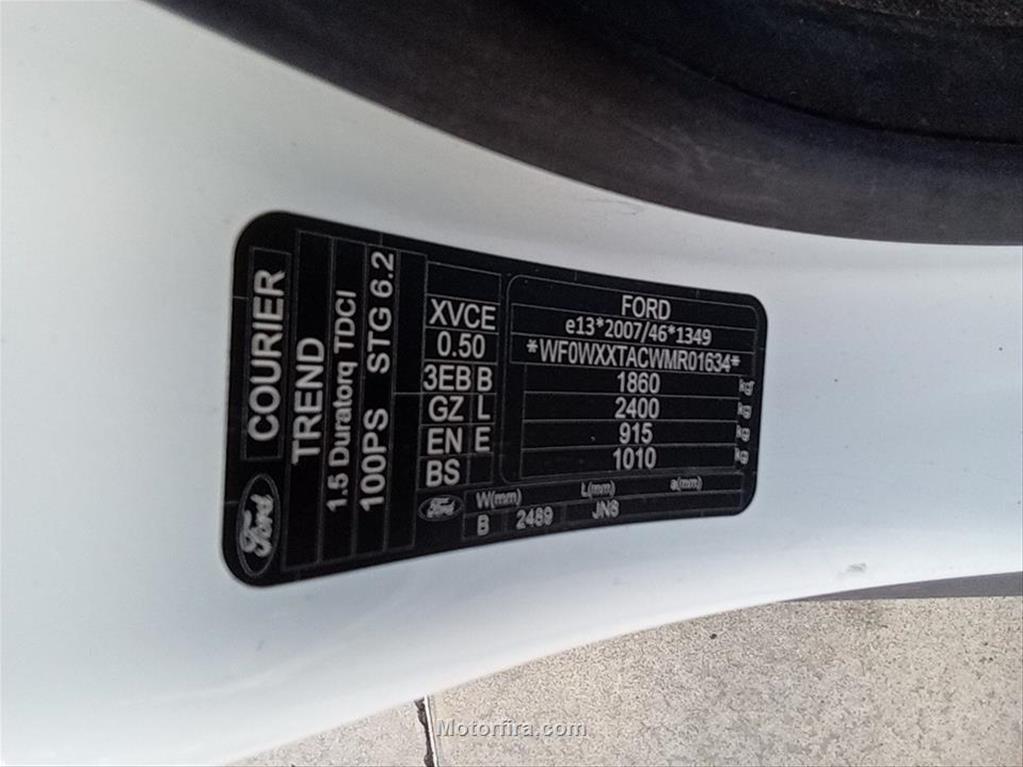 Ford
COURIER
TREND
1.5 Duratorq TDCI
100PS STG 6.2
XVCE
0.50
3EB B
GZ L
EN E
BS
FORD
e13*2007/46*1349
*WF0WXXTACWMR01634*
1860 kg
2400 kg
915 kg
1010 kg
Ford
W(mm) L(mm) a(mm)
B 2489 JN8
Motorfira.com